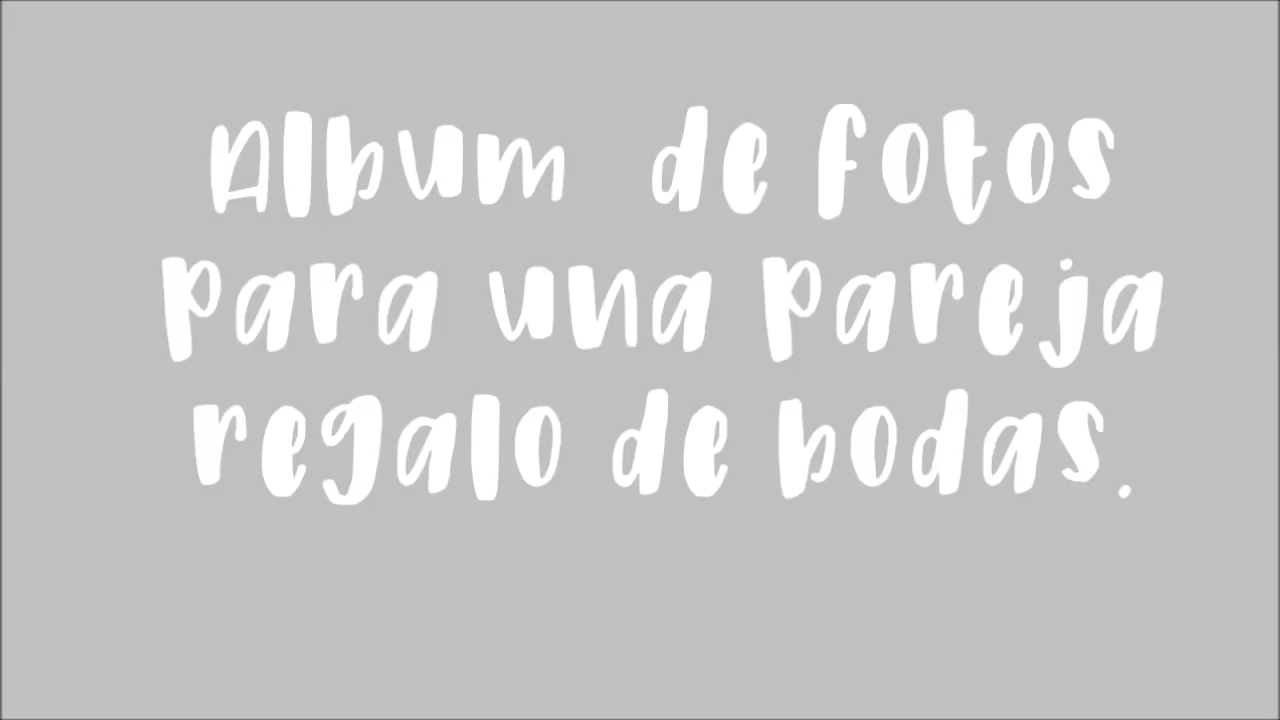 Album de fotos
para una pareja
regalo de bodas.